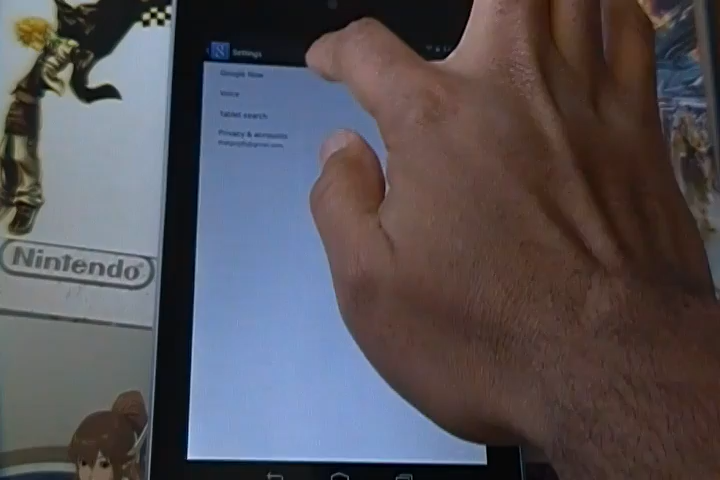 Settings
Google Now
Voice
Tablet search
Privacy & accounts
Nintendo